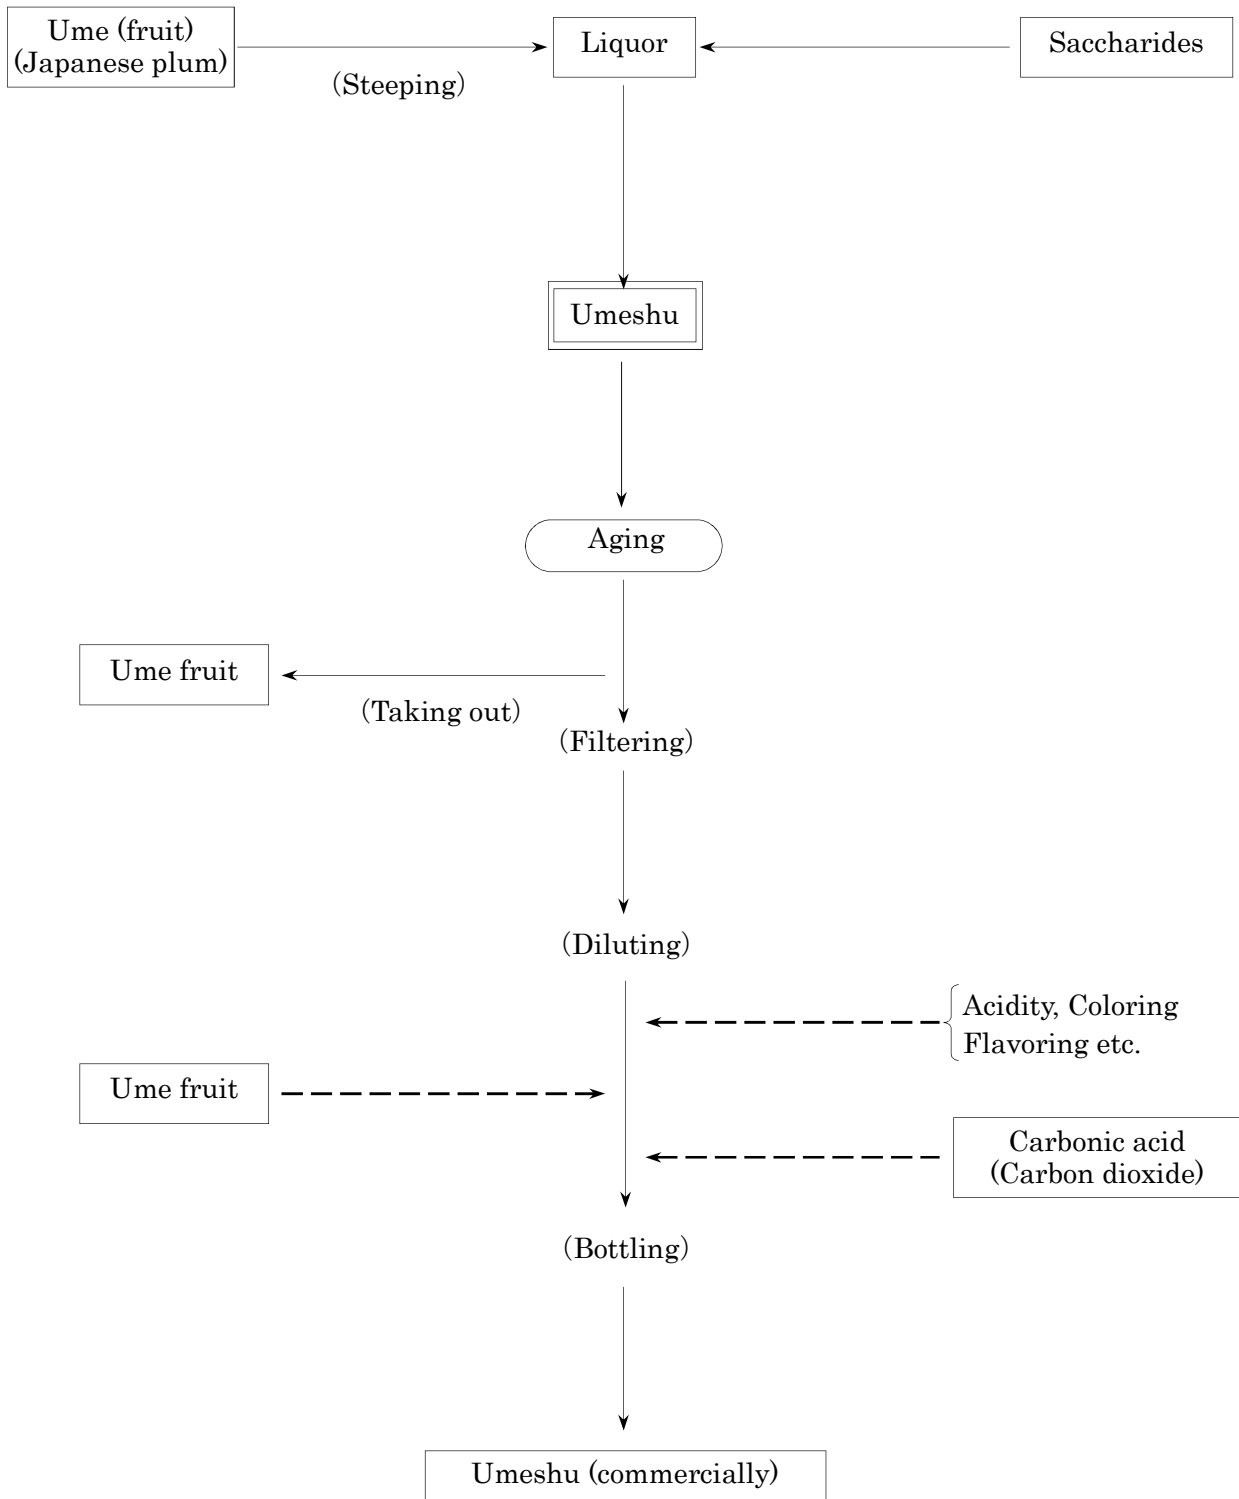 Ume (fruit)
(Japanese plum)
Liquor
Saccharides
(Steeping)
Umeshu
Aging
Ume fruit
(Taking out)
(Filtering)
(Diluting)
Acidity, Coloring
Flavoring etc.
Ume fruit
Carbonic acid
(Carbon dioxide)
(Bottling)
Umeshu (commercially)